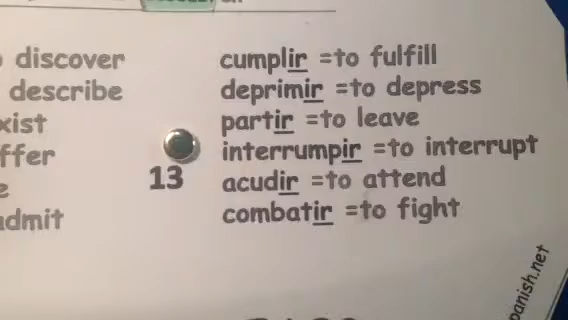 discover
describe
admit
cumplir =to fulfill
deprimir =to depress
partir =to leave
interrumpir =to interrupt
13
acudir =to attend
combatir =to fight